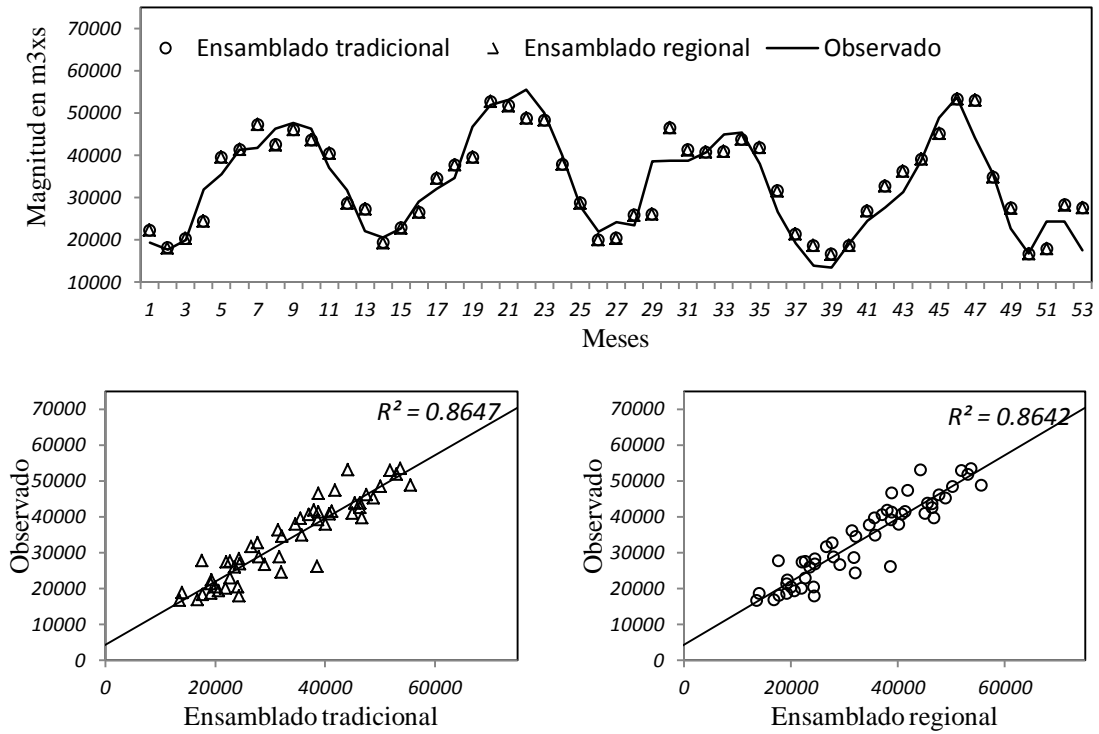 70000
60000
50000
40000
30000
20000
10000
Magnitud en m3xs
Ensamblado tradicional Ensamblado regional Observado
1 3 5 7 9 11 13 15 17 19 21 23 25 27 29 31 33 35 37 39 41 43 45 47 49 51 53
Meses
70000
60000
50000
40000
30000
20000
10000
0
Observado
R² = 0.8647
0 20000 40000 60000
Ensamblado tradicional
70000
60000
50000
40000
30000
20000
10000
0
Observado
R² = 0.8642
0 20000 40000 60000
Ensamblado regional